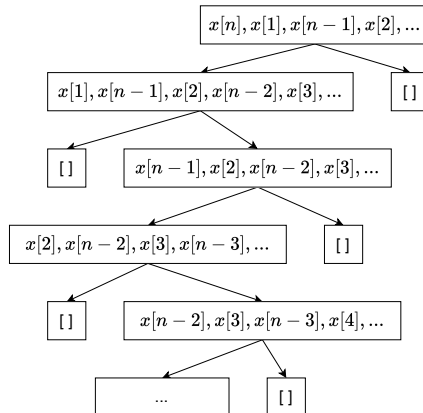 x[n], x[1], x[n − 1], x[2], ...
x[1], x[n − 1], x[2], x[n − 2], x[3], ... [ ]
[ ] x[n − 1], x[2], x[n − 2], x[3], ...
x[2], x[n − 2], x[3], x[n − 3], ... [ ]
[ ] x[n − 2], x[3], x[n − 3], x[4], ...
... [ ]